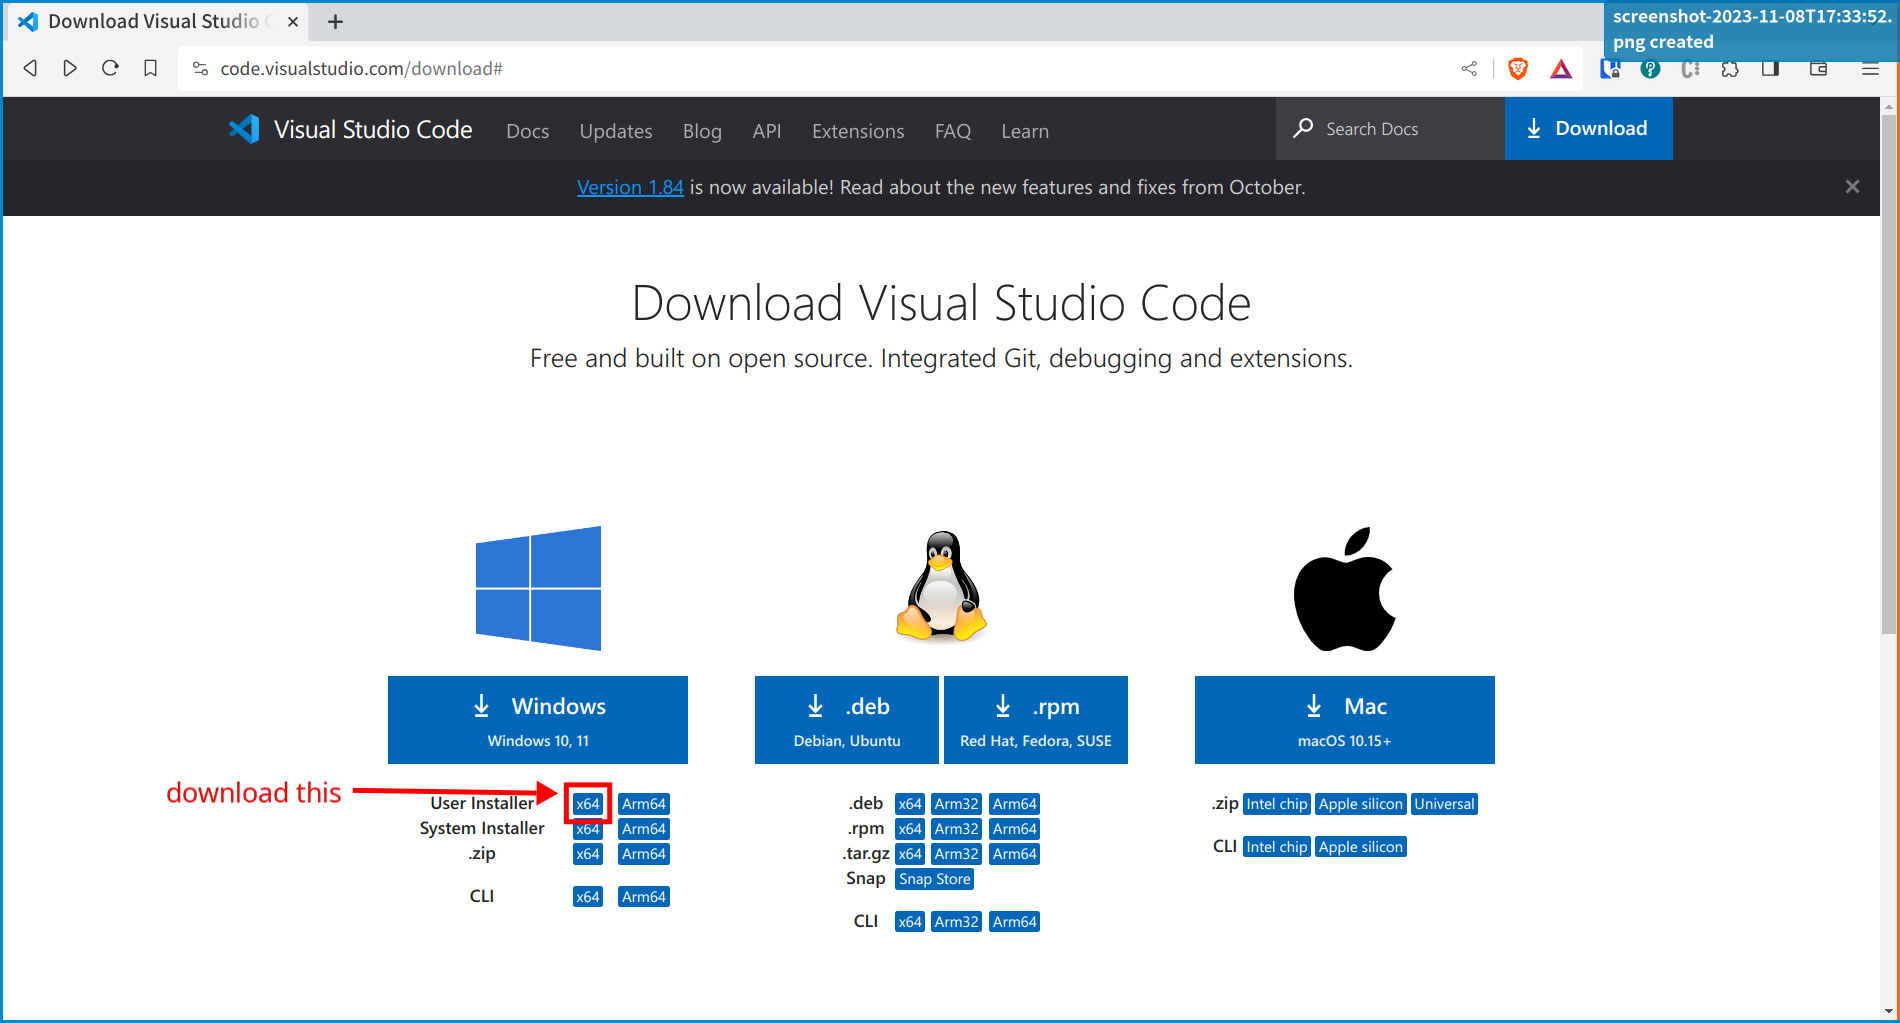 Download Visual Studio C
screenshot-2023-11-08T17:33:52.
png created
code.visualstudio.com/download#
Visual Studio Code
Docs
Updates
Blog
API
Extensions
FAQ
Learn
Search Docs
Download
Version 1.84 is now available! Read about the new features and fixes from October.
Download Visual Studio Code
Free and built on open source. Integrated Git, debugging and extensions.
Windows
Windows 10, 11
download this
User Installer x64 Arm64
System Installer x64 Arm64
.zip x64 Arm64
CLI x64 Arm64
.deb
Debian, Ubuntu
.rpm
Red Hat, Fedora, SUSE
.deb x64 Arm32 Arm64
.rpm x64 Arm32 Arm64
.tar.gz x64 Arm32 Arm64
Snap Snap Store
CLI x64 Arm32 Arm64
Mac
macOS 10.15+
.zip Intel chip Apple silicon Universal
CLI Intel chip Apple silicon